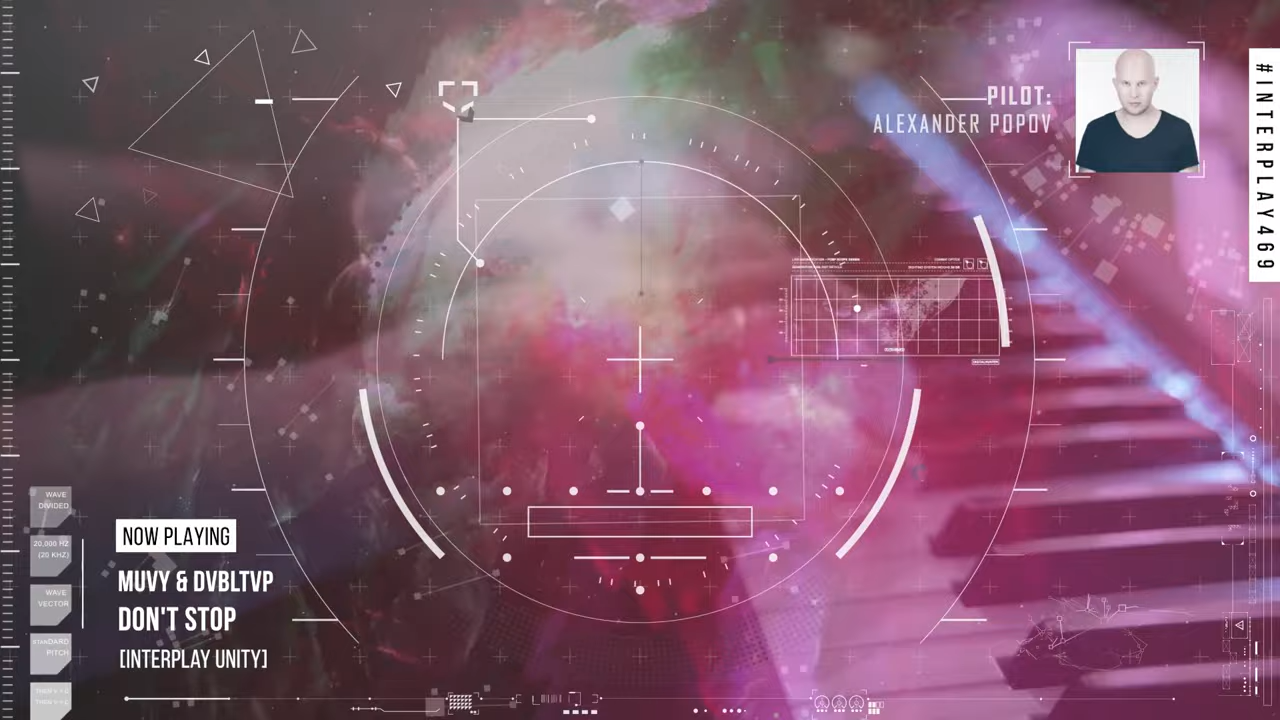 PILOT:
ALEXANDER POPOV
#INTERPLAY469
WAVE
DIVIDED
20,000 HZ
(20 KHZ)
WAVE
VECTOR
STANDARD
PITCH
NOW PLAYING
MUVY & DVBLTVP
DON'T STOP
[INTERPLAY UNITY]